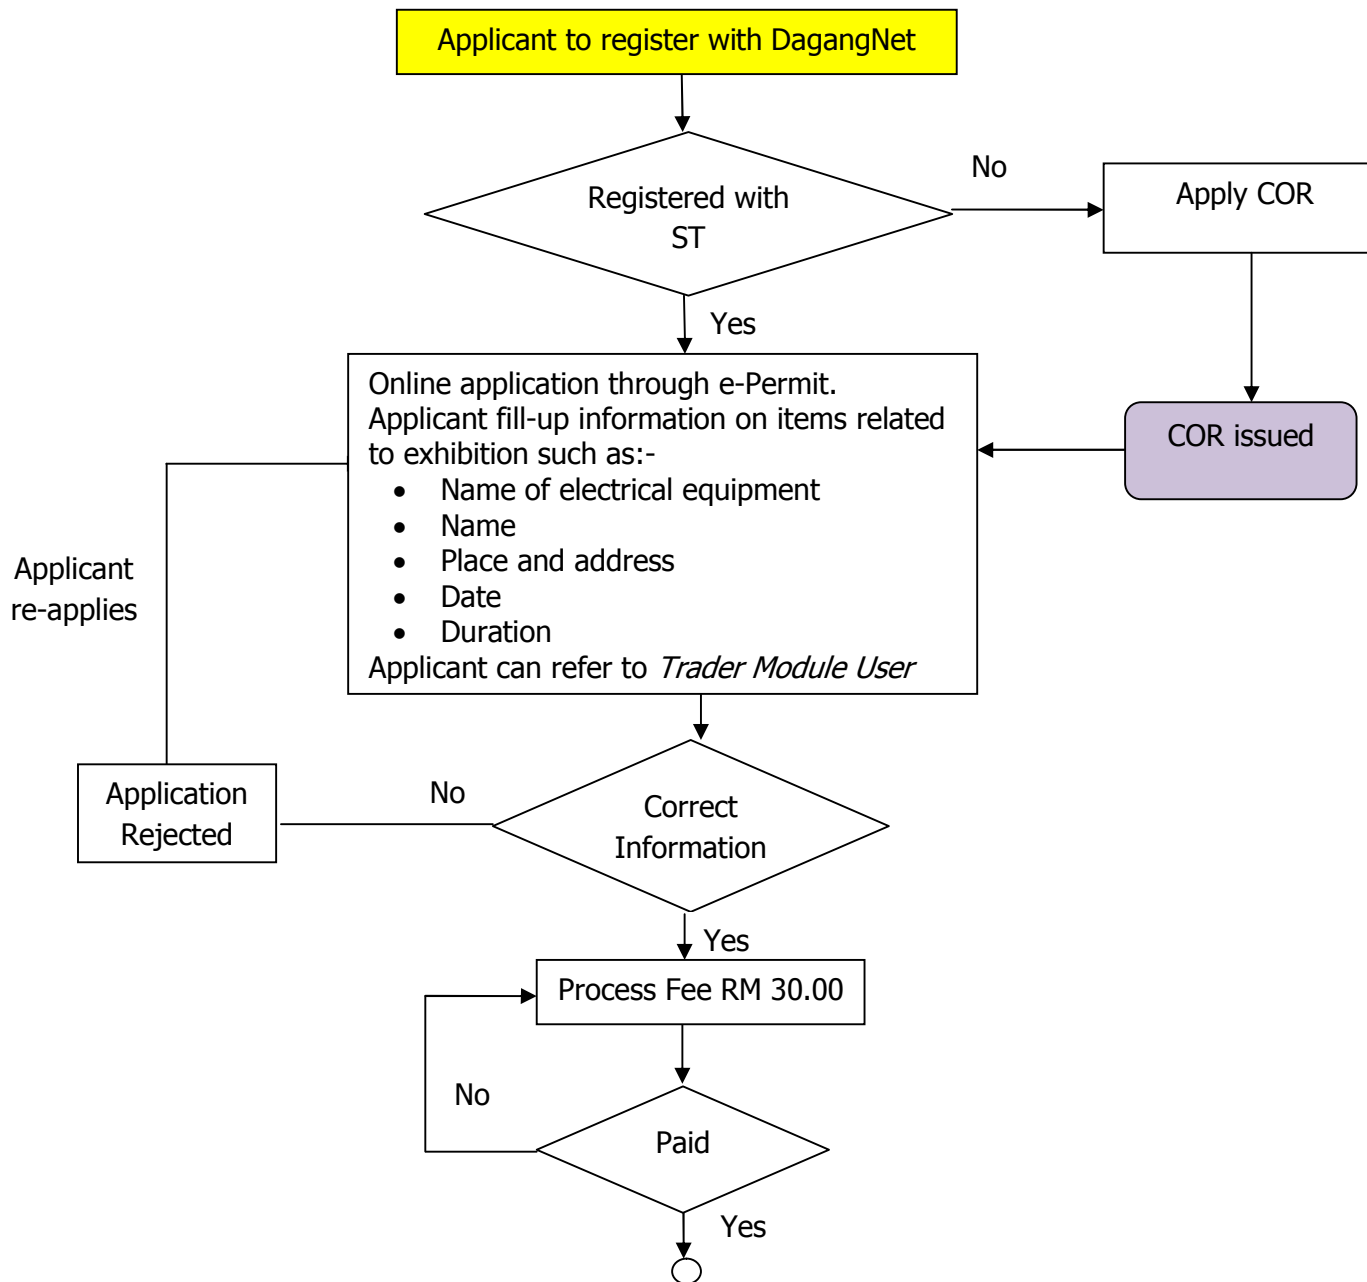 Applicant to register with DagangNet
No
Registered with
ST
Apply COR
Yes
Online application through e-Permit.
Applicant fill-up information on items related
to exhibition such as:-
• Name of electrical equipment
• Name
• Place and address
• Date
• Duration
Applicant can refer to Trader Module User
COR issued
Applicant
re-applies
Application
Rejected
No
Correct
Information
Yes
Process Fee RM 30.00
No
Paid
Yes